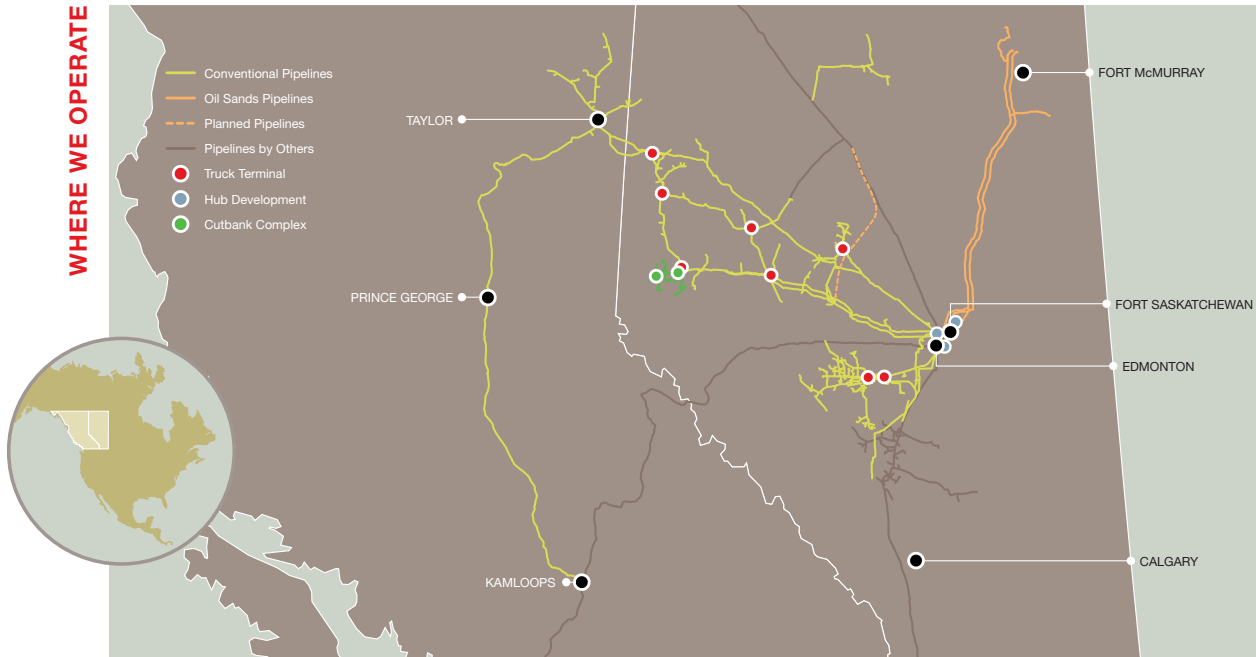 WHERE WE OPERATE
Conventional Pipelines
Oil Sands Pipelines
Planned Pipelines
Pipelines by Others
Truck Terminal
Hub Development
Cutbank Complex
TAYLOR
FORT McMURRAY
PRINCE GEORGE
FORT SASKATCHEWAN
EDMONTON
CALGARY
KAMLOOPS